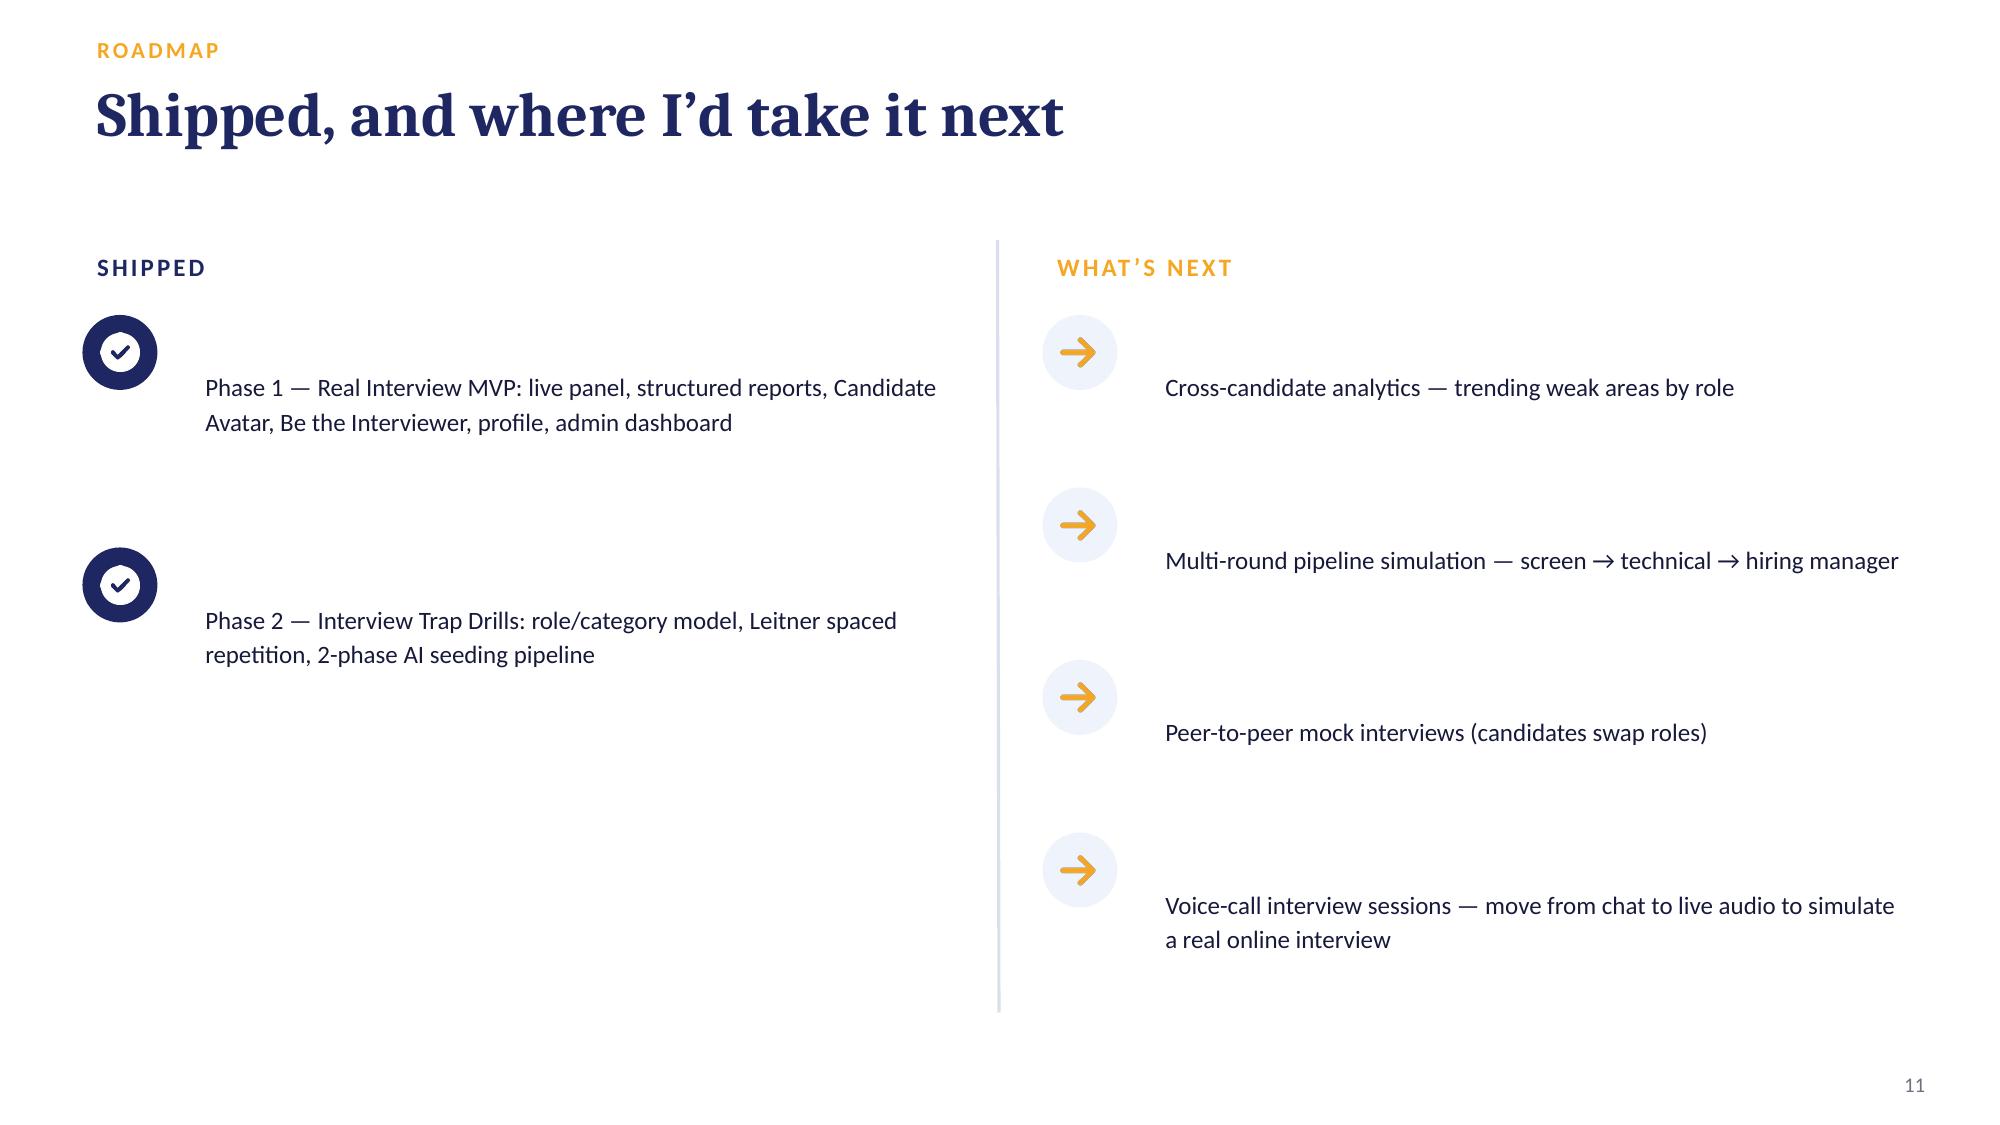 ROADMAP
Shipped, and where I’d take it next
SHIPPED
Phase 1 — Real Interview MVP: live panel, structured reports, Candidate
Avatar, Be the Interviewer, profile, admin dashboard
Phase 2 — Interview Trap Drills: role/category model, Leitner spaced
repetition, 2-phase AI seeding pipeline
WHAT’S NEXT
Cross-candidate analytics — trending weak areas by role
Multi-round pipeline simulation — screen → technical → hiring manager
Peer-to-peer mock interviews (candidates swap roles)
Voice-call interview sessions — move from chat to live audio to simulate
a real online interview
11